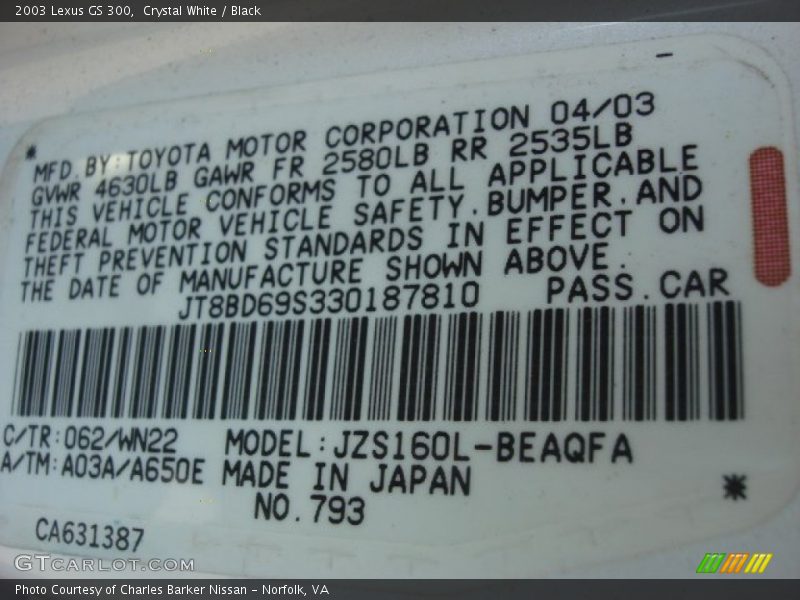 2003 Lexus GS 300, Crystal White / Black
MFD. BY:TOYOTA MOTOR CORPORATION 04/03
GVWR 4630LB GAWR FR 2580LB RR 2535LB
THIS VEHICLE CONFORMS TO ALL APPLICABLE
FEDERAL MOTOR VEHICLE SAFETY.BUMPER.AND
THEFT PREVENTION STANDARDS IN EFFECT ON
THE DATE OF MANUFACTURE SHOWN ABOVE.
JT8BD69S330187810 PASS.CAR
C/TR:062/WN22 MODEL:JZS160L-BEAQFA
A/TM:A03A/A650E MADE IN JAPAN
NO.793
CA631387
GTCARLOT.COM
Photo Courtesy of Charles Barker Nissan - Norfolk, VA